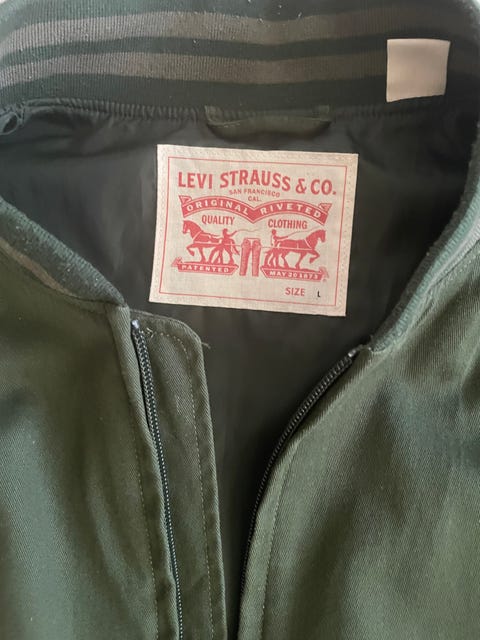 LEVI STRAUSS & CO.
SAN FRANCISCO
CAL.
ORIGINAL RIVETED
QUALITY CLOTHING
PATENTED MAY 20 1873
SIZE L